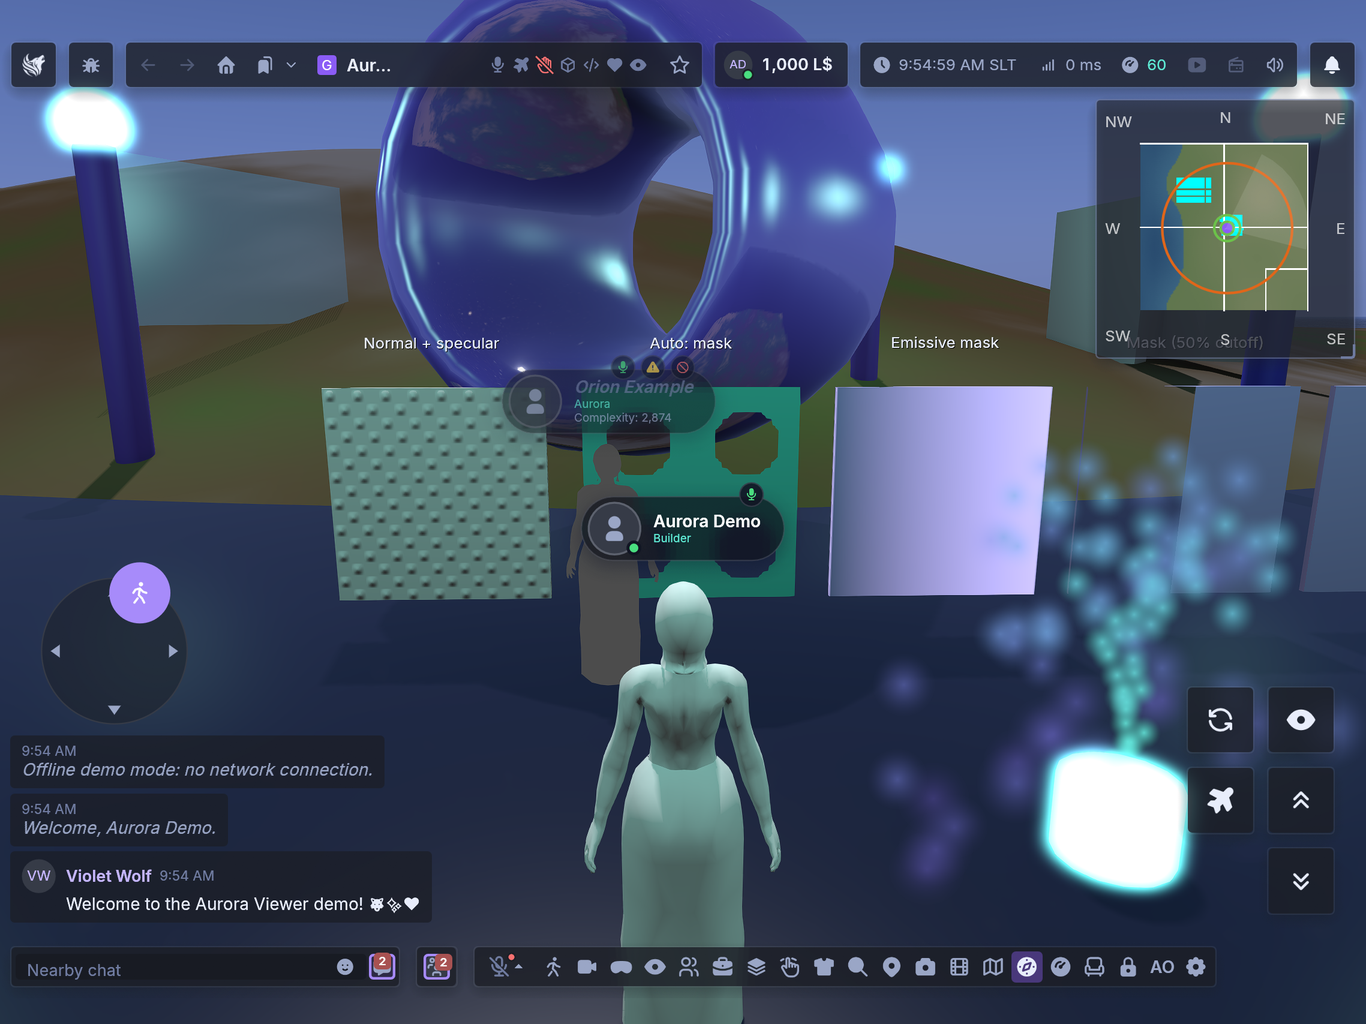 G Aur...
AD 1,000 L$
9:54:59 AM SLT 0 ms 60
NW N NE
W E
SW S SE
Mask (50% cutoff)
Normal + specular
Auto: mask
Emissive mask
Orion Example
Aurora
Complexity: 2,874
Aurora Demo
Builder
9:54 AM
Offline demo mode: no network connection.
9:54 AM
Welcome, Aurora Demo.
VW Violet Wolf 9:54 AM
Welcome to the Aurora Viewer demo!
Nearby chat
2
2
AO